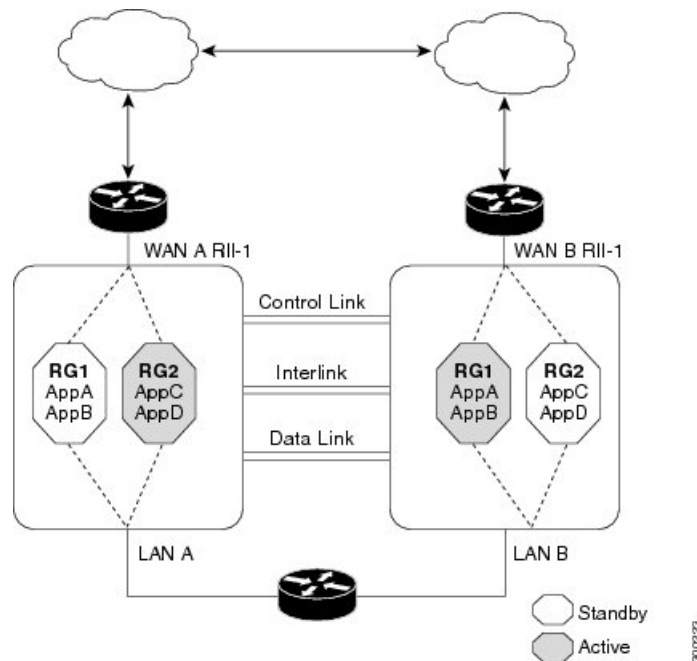 WAN A RII-1
WAN B RII-1
Control Link
RG1
AppA
AppB
RG2
AppC
AppD
Interlink
RG1
AppA
AppB
RG2
AppC
AppD
Data Link
LAN A
LAN B
Standby
Active